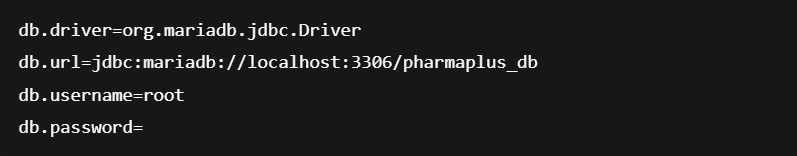 db.driver=org.mariadb.jdbc.Driver
db.url=jdbc:mariadb://localhost:3306/pharmaplus_db
db.username=root
db.password=